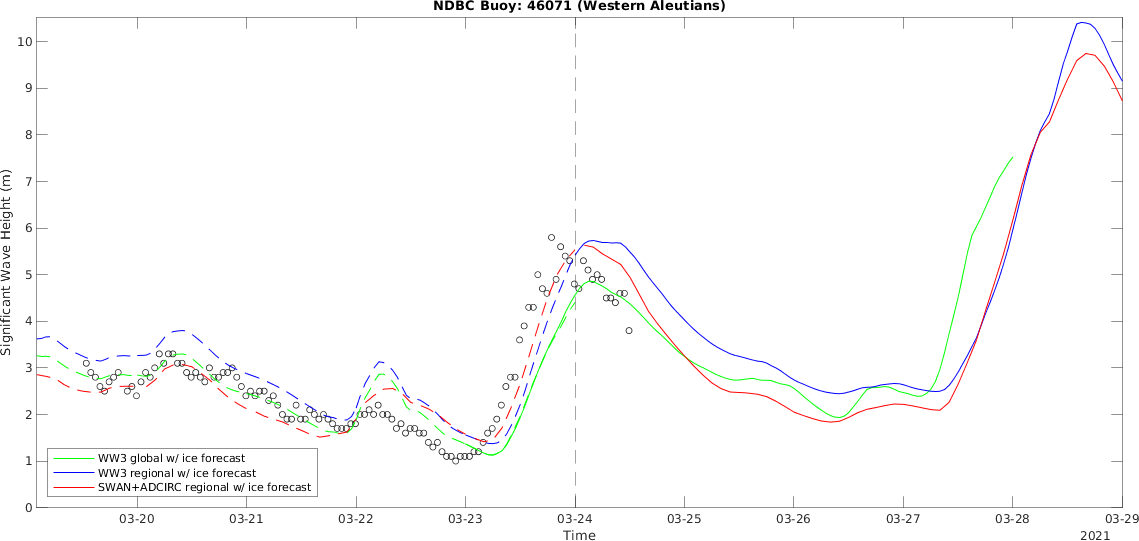 NDBC Buoy: 46071 (Western Aleutians)
10
9
8
7
6
5
4
3
2
1
0
Significant Wave Height (m)
WW3 global w/ ice forecast
WW3 regional w/ ice forecast
SWAN+ADCIRC regional w/ ice forecast
03-20 03-21 03-22 03-23 03-24 03-25 03-26 03-27 03-28 03-29
Time
2021